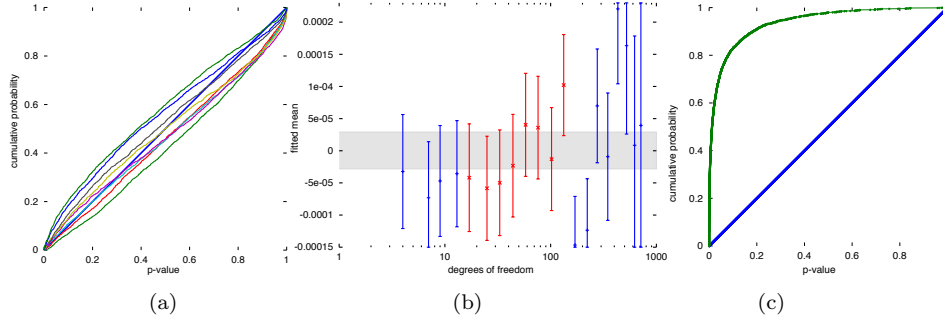 1
0.8
0.6
0.4
0.2
0
0
0.2
0.4
0.6
0.8
1
cumulative probability
p-value
(a)
0.0002
0.00015
1e-04
5e-05
0
-5e-05
-0.0001
-0.00015
1
10
100
1000
fitted mean
degrees of freedom
(b)
1
0.8
0.6
0.4
0.2
0
0
0.2
0.4
0.6
0.8
cumulative probability
p-value
(c)